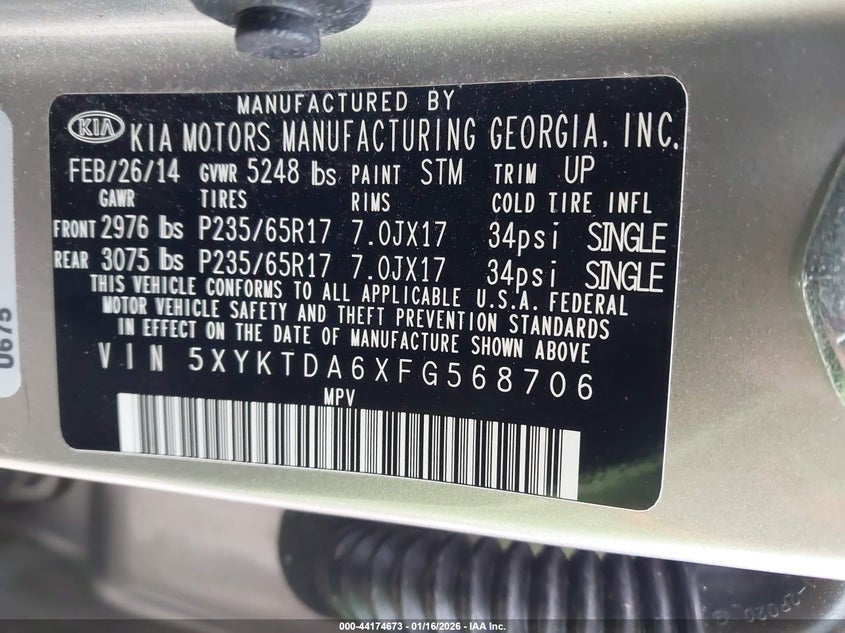 MANUFACTURED BY
KIA KIA MOTORS MANUFACTURING GEORGIA, INC.
FEB/26/14 GVWR 5248 lbs PAINT STM TRIM UP
GAWR TIRES RIMS COLD TIRE INFL
FRONT 2976 lbs P235/65R17 7.0JX17 34psi SINGLE
REAR 3075 lbs P235/65R17 7.0JX17 34psi SINGLE
THIS VEHICLE CONFORMS TO ALL APPLICABLE U.S.A. FEDERAL
MOTOR VEHICLE SAFETY AND THEFT PREVENTION STANDARDS
IN EFFECT ON THE DATE OF MANUFACTURE SHOWN ABOVE
VIN 5XYKTDA6XFG568706
MPV
000-44174673 - 01/16/2026 - IAA Inc.